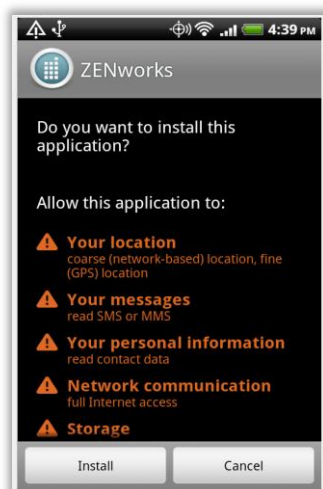 4:39 PM
ZENworks
Do you want to install this
application?
Allow this application to:
Your location
coarse (network-based) location, fine
(GPS) location
Your messages
read SMS or MMS
Your personal information
read contact data
Network communication
full Internet access
Storage
Install
Cancel